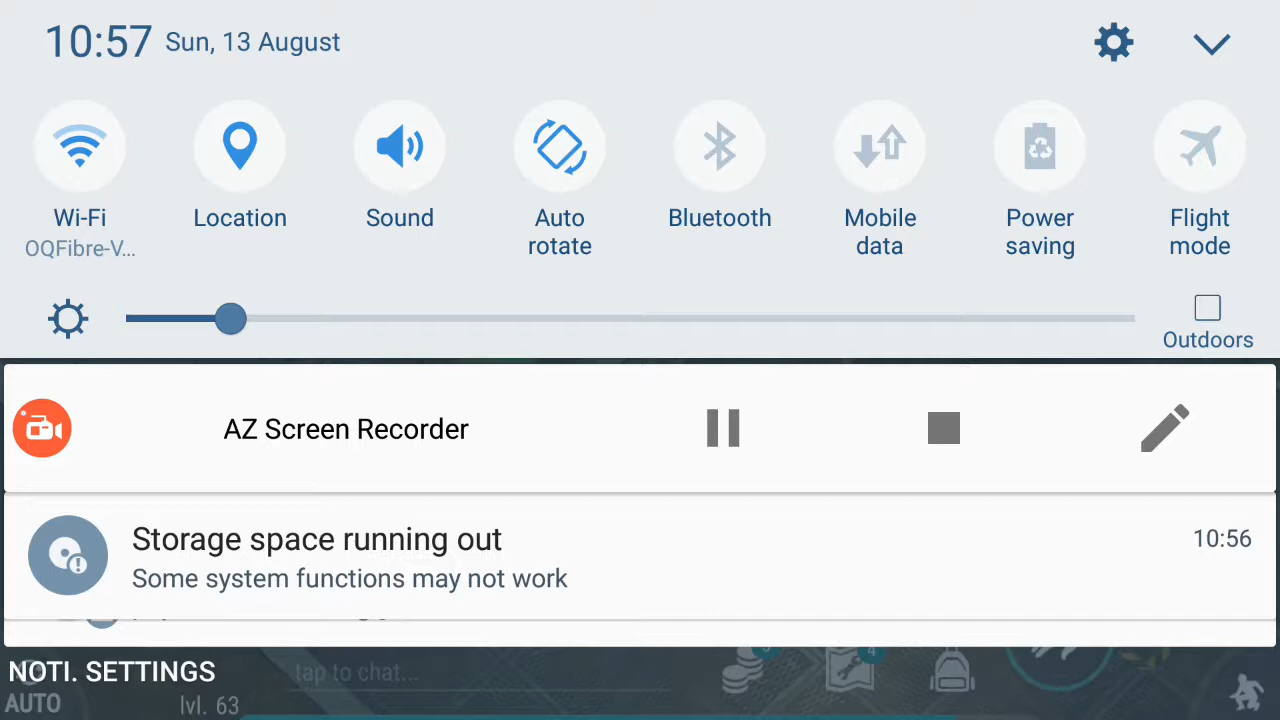 10:57 Sun, 13 August
Wi-Fi
OQFibre-V...
Location
Sound
Auto
rotate
Bluetooth
Mobile
data
Power
saving
Flight
mode
Outdoors
AZ Screen Recorder
Storage space running out
10:56
Some system functions may not work
NOTI. SETTINGS
tap to chat...
4
AUTO
lvl. 63